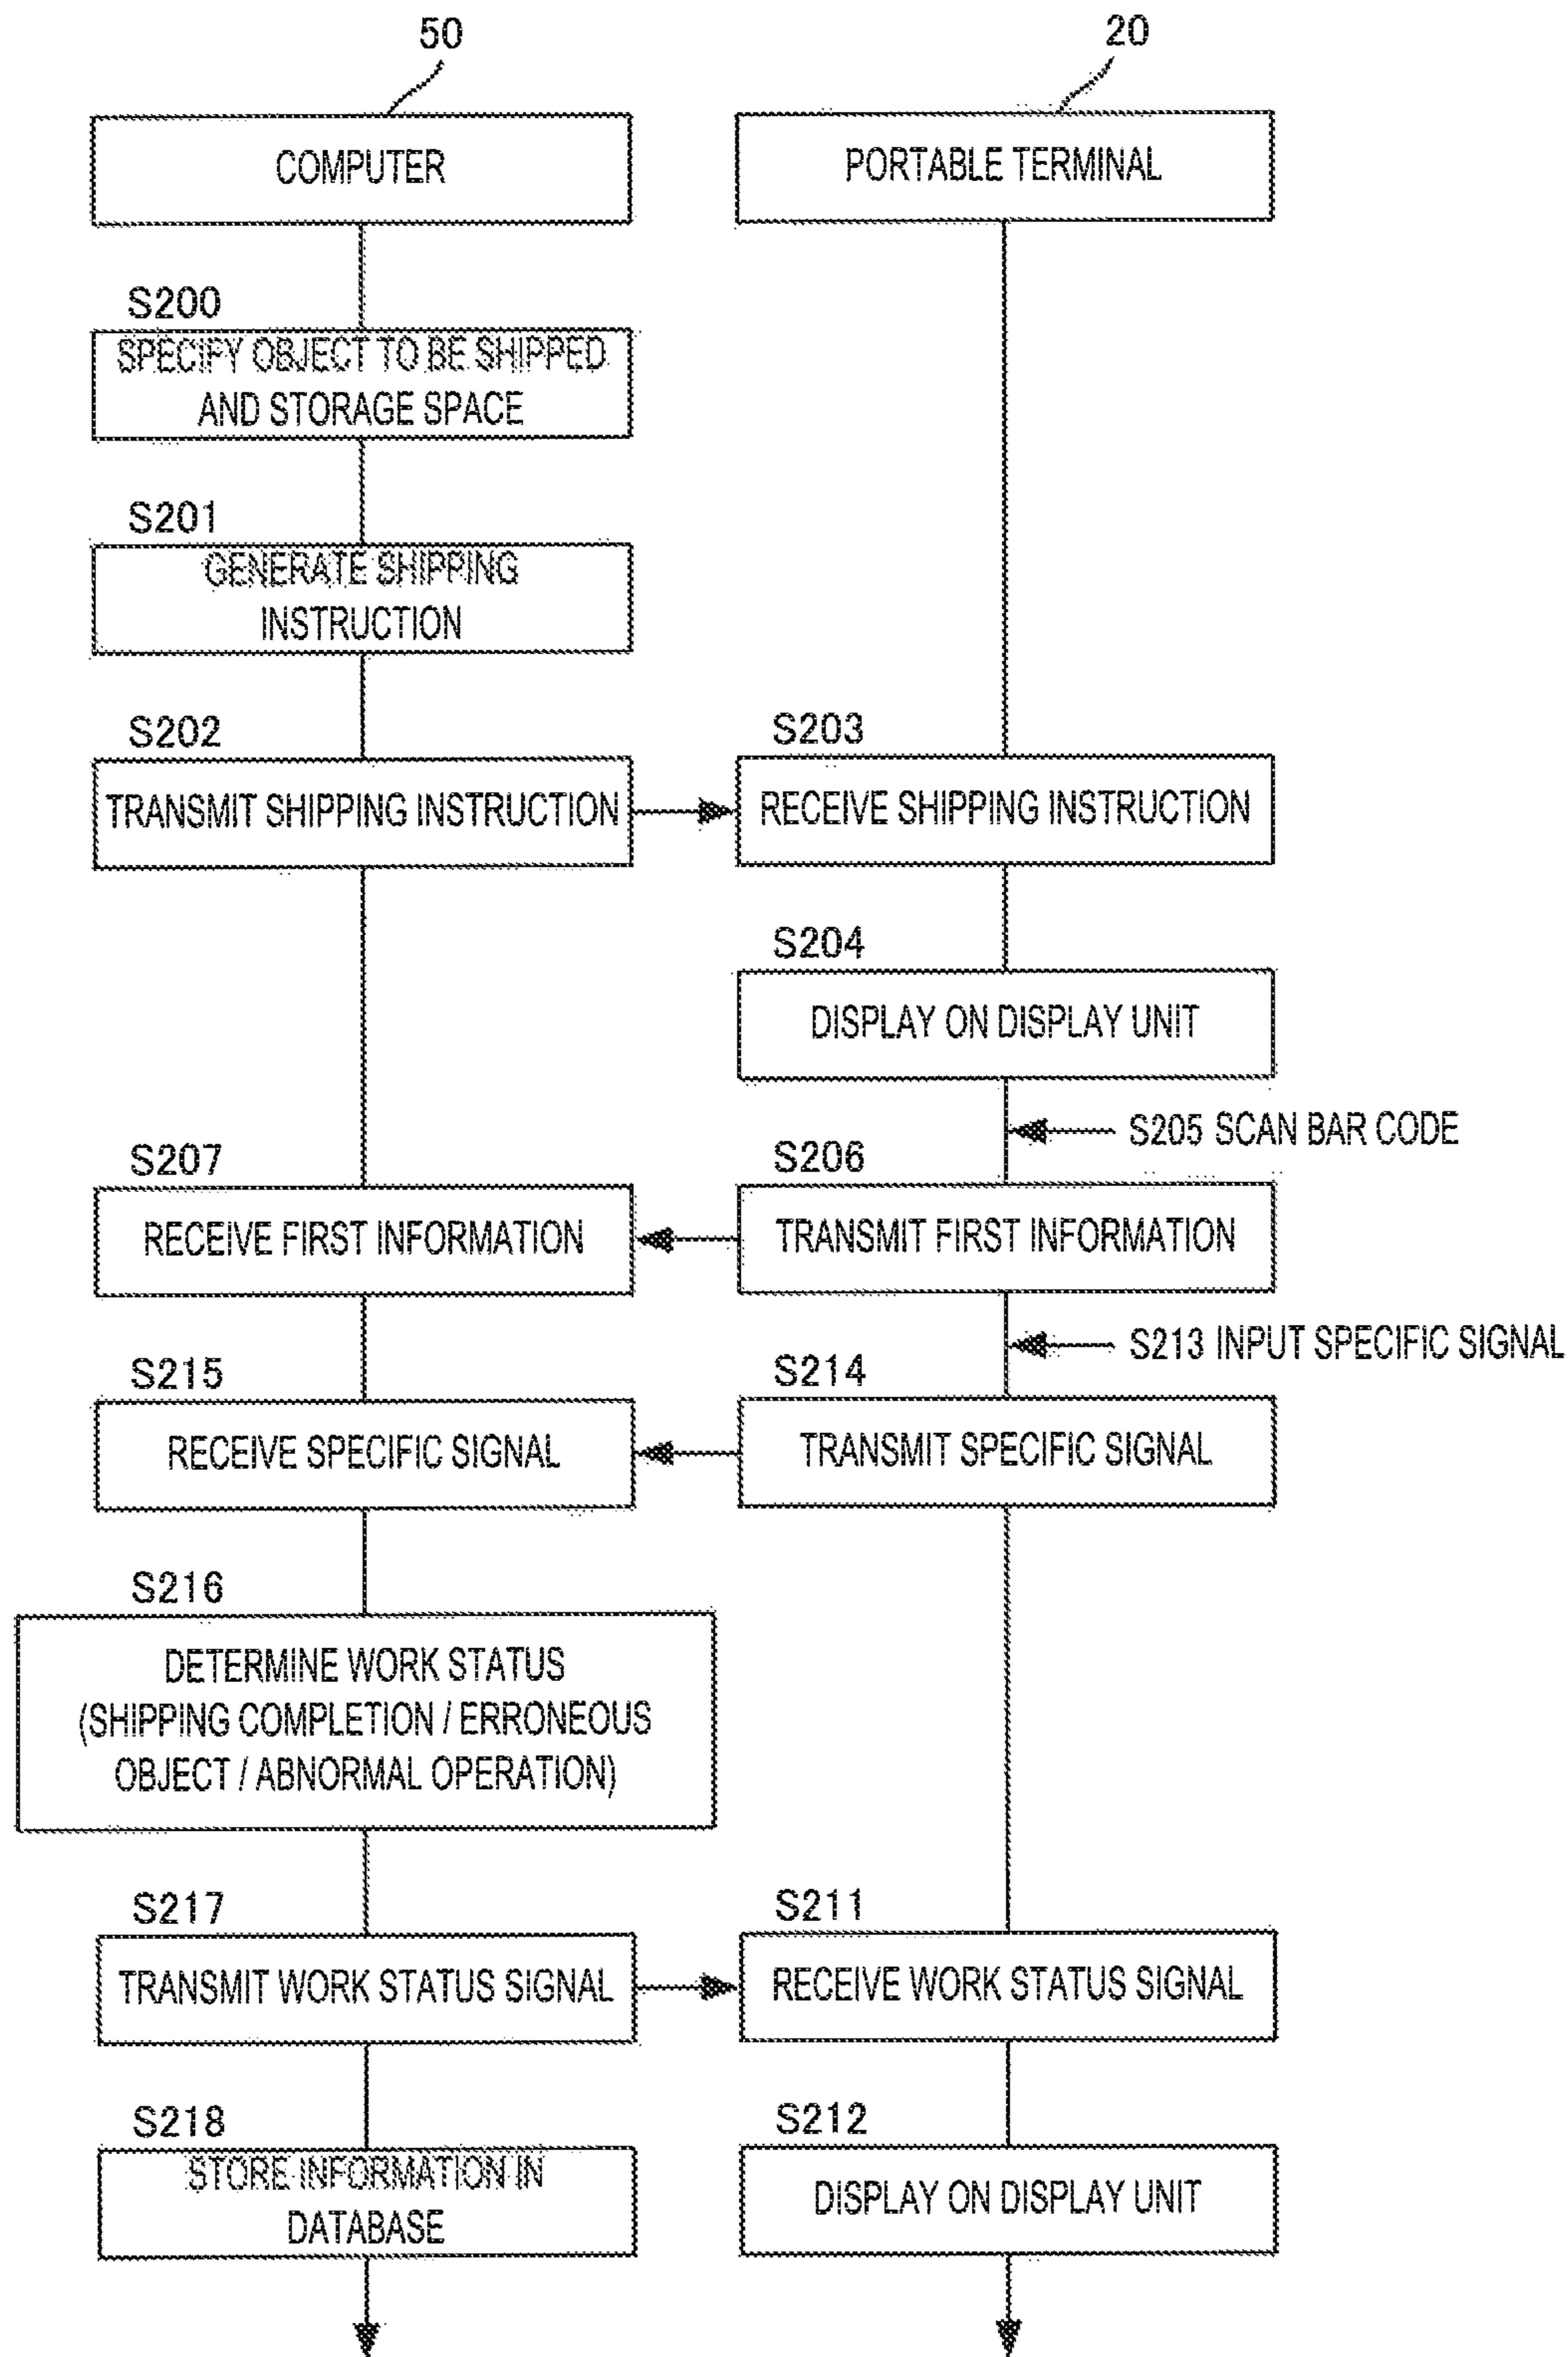 50
20
COMPUTER
PORTABLE TERMINAL
S200
SPECIFY OBJECT TO BE SHIPPED
AND STORAGE SPACE
S201
GENERATE SHIPPING
INSTRUCTION
S202
S203
TRANSMIT SHIPPING INSTRUCTION
RECEIVE SHIPPING INSTRUCTION
S204
DISPLAY ON DISPLAY UNIT
S205 SCAN BAR CODE
S207
S206
RECEIVE FIRST INFORMATION
TRANSMIT FIRST INFORMATION
S213 INPUT SPECIFIC SIGNAL
S215
S214
RECEIVE SPECIFIC SIGNAL
TRANSMIT SPECIFIC SIGNAL
S216
DETERMINE WORK STATUS
(SHIPPING COMPLETION / ERRONEOUS
OBJECT / ABNORMAL OPERATION)
S217
S211
TRANSMIT WORK STATUS SIGNAL
RECEIVE WORK STATUS SIGNAL
S218
S212
STORE INFORMATION IN
DATABASE
DISPLAY ON DISPLAY UNIT